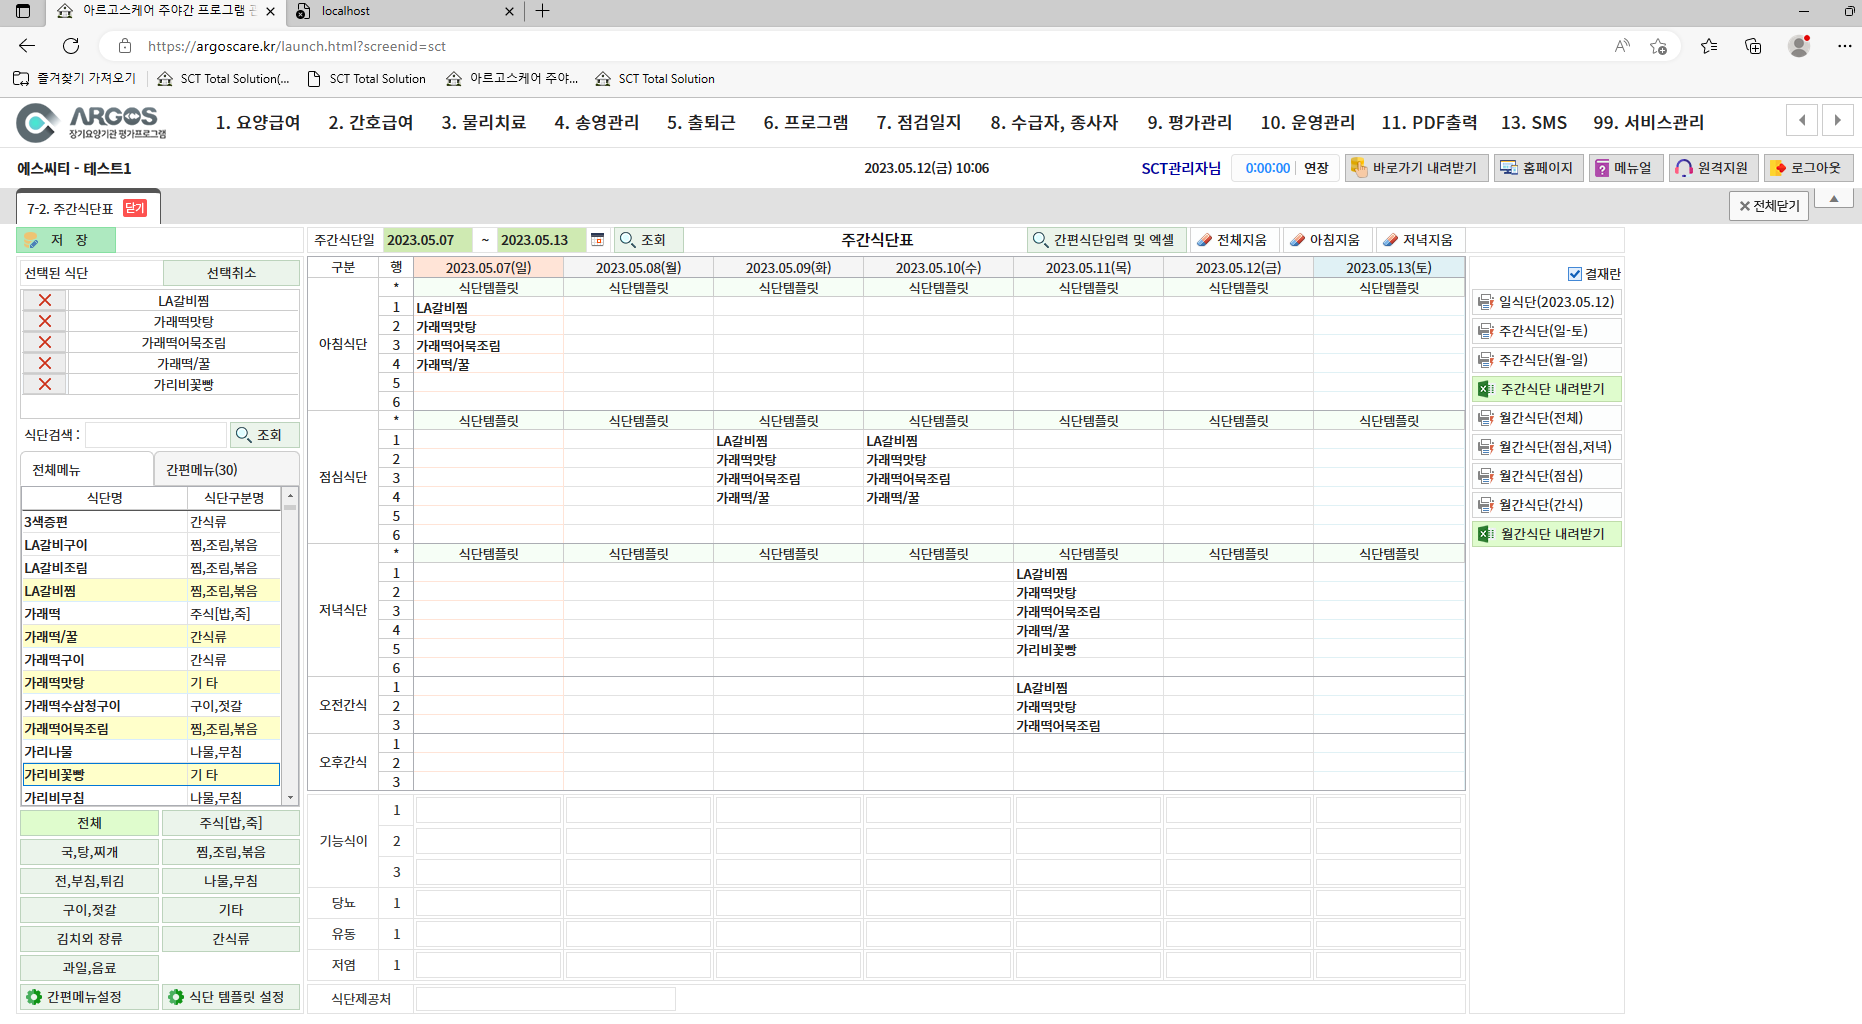 아르고스케어 주야간 프로그램 관
localhost
https://argoscare.kr/launch.html?screenid=sct
즐겨찾기 가져오기
SCT Total Solution(...
SCT Total Solution
아르고스케어 주야...
SCT Total Solution
ARGOS
장기요양기관 평가프로그램
1. 요양급여
2. 간호급여
3. 물리치료
4. 송영관리
5. 출퇴근
6. 프로그램
7. 점검일지
8. 수급자, 종사자
9. 평가관리
10. 운영관리
11. PDF출력
13. SMS
99. 서비스관리
에스씨티 - 테스트1
2023.05.12(금) 10:06
SCT관리자님
0:00:00
연장
바로가기 내려받기
홈페이지
메뉴얼
원격지원
로그아웃
7-2. 주간식단표
닫기
전체닫기
저 장
주간식단일
2023.05.07
~
2023.05.13
조회
주간식단표
간편식단입력 및 엑셀
전체지움
아침지움
저녁지움
선택된 식단
선택취소
LA갈비찜
가래떡맛탕
가래떡어묵조림
가래떡/꿀
가리비꽃빵
식단검색 :
조회
전체메뉴
간편메뉴(30)
식단명 식단구분명
3색증편 간식류
LA갈비구이 찜,조림,볶음
LA갈비조림 찜,조림,볶음
LA갈비찜 찜,조림,볶음
가래떡 주식[밥,죽]
가래떡/꿀 간식류
가래떡구이 간식류
가래떡맛탕 기 타
가래떡수삼청구이 구이,젓갈
가래떡어묵조림 찜,조림,볶음
가리나물 나물,무침
가리비꽃빵 기 타
가리비무침 나물,무침
전체
주식[밥,죽]
국,탕,찌개
찜,조림,볶음
전,부침,튀김
나물,무침
구이,젓갈
기타
김치외 장류
간식류
과일,음료
간편메뉴설정
식단 템플릿 설정
구분 행 2023.05.07(일) 2023.05.08(월) 2023.05.09(화) 2023.05.10(수) 2023.05.11(목) 2023.05.12(금) 2023.05.13(토)
* 식단템플릿 식단템플릿 식단템플릿 식단템플릿 식단템플릿 식단템플릿 식단템플릿
아침식단
1 LA갈비찜
2 가래떡맛탕
3 가래떡어묵조림
4 가래떡/꿀
5
6
* 식단템플릿 식단템플릿 식단템플릿 식단템플릿 식단템플릿 식단템플릿 식단템플릿
점심식단
1 LA갈비찜 LA갈비찜
2 가래떡맛탕 가래떡맛탕
3 가래떡어묵조림 가래떡어묵조림
4 가래떡/꿀 가래떡/꿀
5
6
* 식단템플릿 식단템플릿 식단템플릿 식단템플릿 식단템플릿 식단템플릿 식단템플릿
저녁식단
1 LA갈비찜
2 가래떡맛탕
3 가래떡어묵조림
4 가래떡/꿀
5 가리비꽃빵
6
오전간식
1 LA갈비찜
2 가래떡맛탕
3 가래떡어묵조림
오후간식
1
2
3
기능식이
1
2
3
당뇨 1
유동 1
저염 1
식단제공처
결재란
일식단(2023.05.12)
주간식단(일-토)
주간식단(월-일)
주간식단 내려받기
월간식단(전체)
월간식단(점심,저녁)
월간식단(점심)
월간식단(간식)
월간식단 내려받기